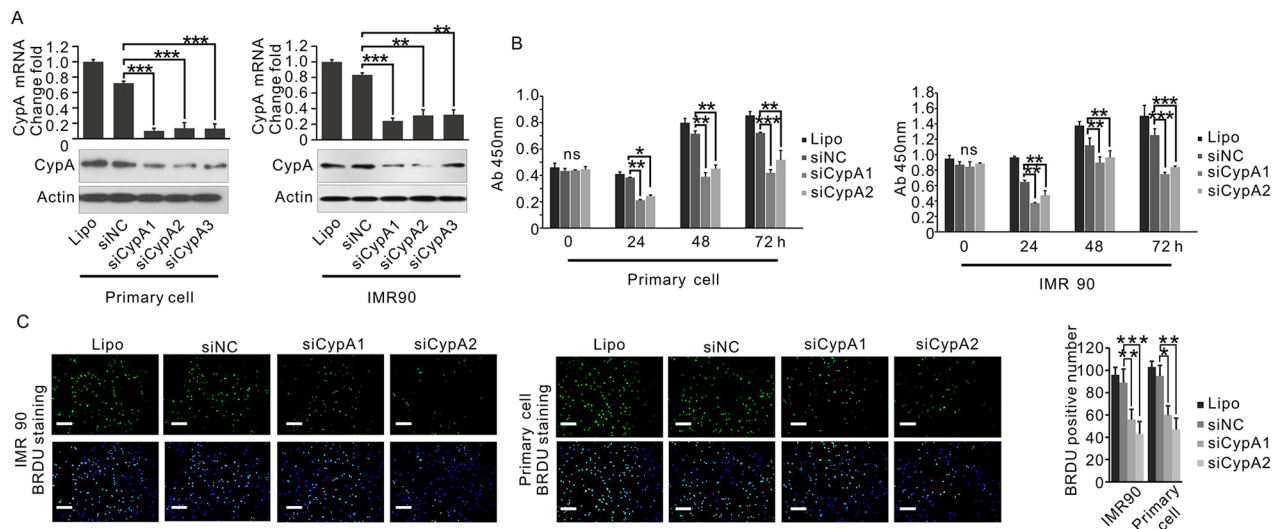 A
CypA mRNA
Change fold
1.2
1.0
0.8
0.6
0.4
0.2
0
***
***
***
CypA
Actin
Lipo
siNC
siCypA1
siCypA2
siCypA3
Primary cell
CypA mRNA
Change fold
1.2
1.0
0.8
0.6
0.4
0.2
0
***
**
**
CypA
Actin
Lipo
siNC
siCypA1
siCypA2
siCypA3
IMR90
B
Ab 450nm
1.0
0.8
0.6
0.4
0.2
0
ns
*
**
**
**
**
***
0 24 48 72 h
Primary cell
Lipo
siNC
siCypA1
siCypA2
Ab 450nm
1.8
1.6
1.4
1.2
1.0
0.8
0.6
0.4
0.2
0
ns
**
**
**
**
***
***
0 24 48 72 h
IMR 90
Lipo
siNC
siCypA1
siCypA2
C
Lipo siNC siCypA1 siCypA2
IMR 90
BRDU staining
Lipo siNC siCypA1 siCypA2
Primary cell
BRDU staining
BRDU positive number
120
100
80
60
40
20
0
***
**
**
*
IMR90
Primary
cell
Lipo
siNC
siCypA1
siCypA2